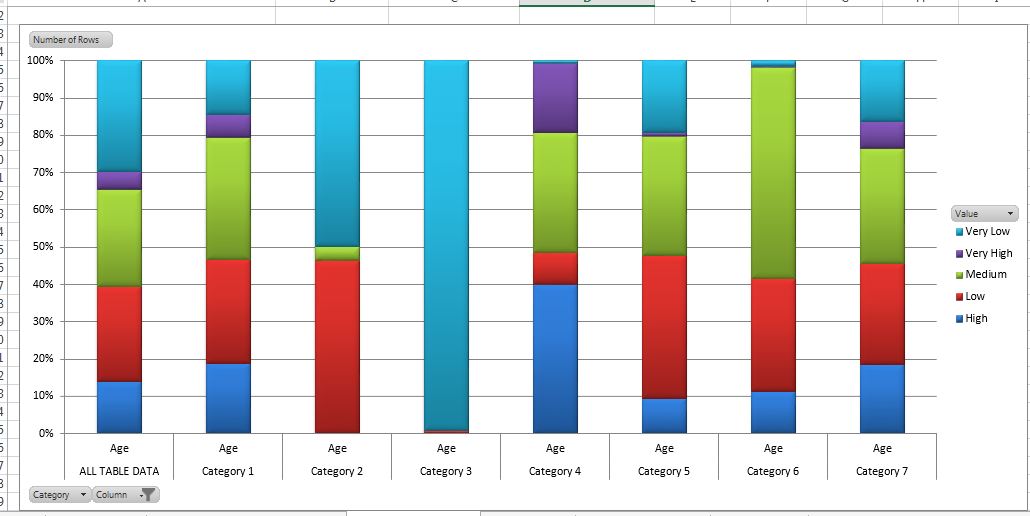 Number of Rows
100%
90%
80%
70%
60%
50%
40%
30%
20%
10%
0%
Age Age Age Age Age Age Age Age
ALL TABLE DATA Category 1 Category 2 Category 3 Category 4 Category 5 Category 6 Category 7
Category Column
Value
Very Low
Very High
Medium
Low
High